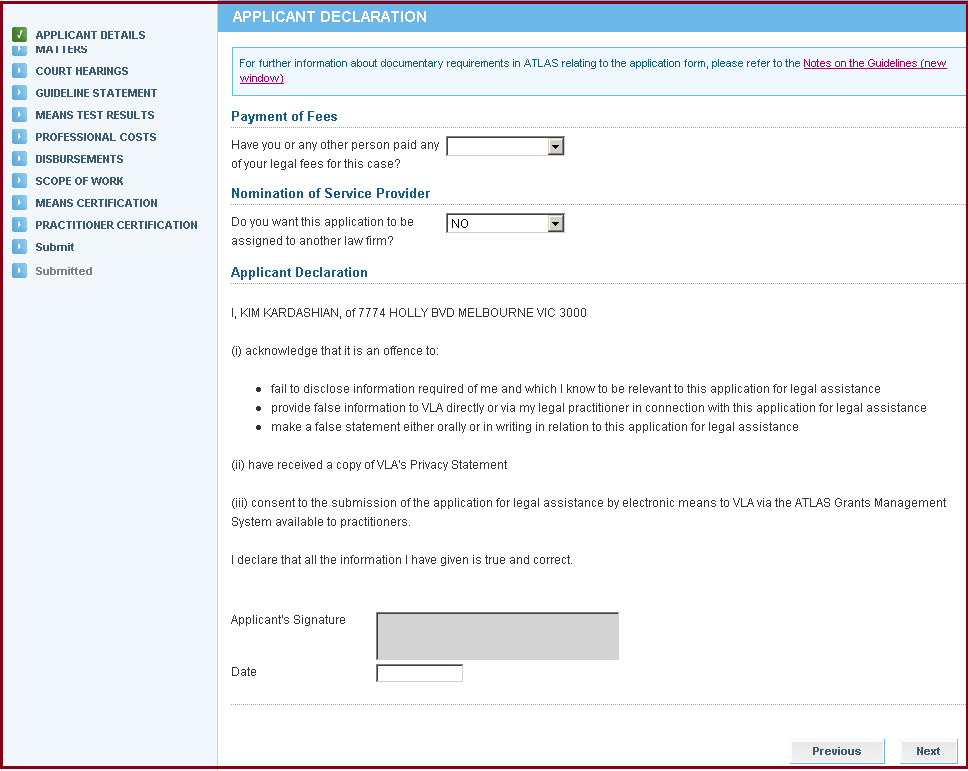 APPLICANT DETAILS
MATTERS
COURT HEARINGS
GUIDELINE STATEMENT
MEANS TEST RESULTS
PROFESSIONAL COSTS
DISBURSEMENTS
SCOPE OF WORK
MEANS CERTIFICATION
PRACTITIONER CERTIFICATION
Submit
Submitted
APPLICANT DECLARATION
For further information about documentary requirements in ATLAS relating to the application form, please refer to the Notes on the Guidelines (new
window)
Payment of Fees
Have you or any other person paid any
of your legal fees for this case?
Nomination of Service Provider
Do you want this application to be
assigned to another law firm?
NO
Applicant Declaration
I, KIM KARDASHIAN, of 7774 HOLLY BVD MELBOURNE VIC 3000
(i) acknowledge that it is an offence to:
• fail to disclose information required of me and which I know to be relevant to this application for legal assistance
• provide false information to VLA directly or via my legal practitioner in connection with this application for legal assistance
• make a false statement either orally or in writing in relation to this application for legal assistance
(ii) have received a copy of VLA's Privacy Statement
(iii) consent to the submission of the application for legal assistance by electronic means to VLA via the ATLAS Grants Management
System available to practitioners.
I declare that all the information I have given is true and correct.
Applicant's Signature
Date
Previous
Next